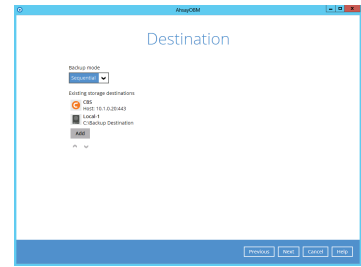 AhsayOBM
Destination
Backup mode
Sequential
Existing storage destinations
CBS
Host: 10.1.0.20:443
Local-1
C:\Backup Destination
Add
Previous
Next
Cancel
Help